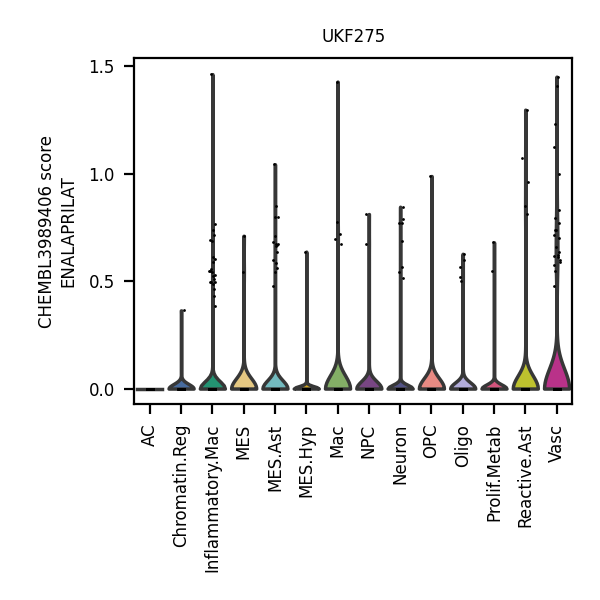 UKF275
CHEMBL3989406 score
ENALAPRILAT
1.5
1.0
0.5
0.0
AC
Chromatin.Reg
Inflammatory.Mac
MES
MES.Ast
MES.Hyp
Mac
NPC
Neuron
OPC
Oligo
Prolif.Metab
Reactive.Ast
Vasc